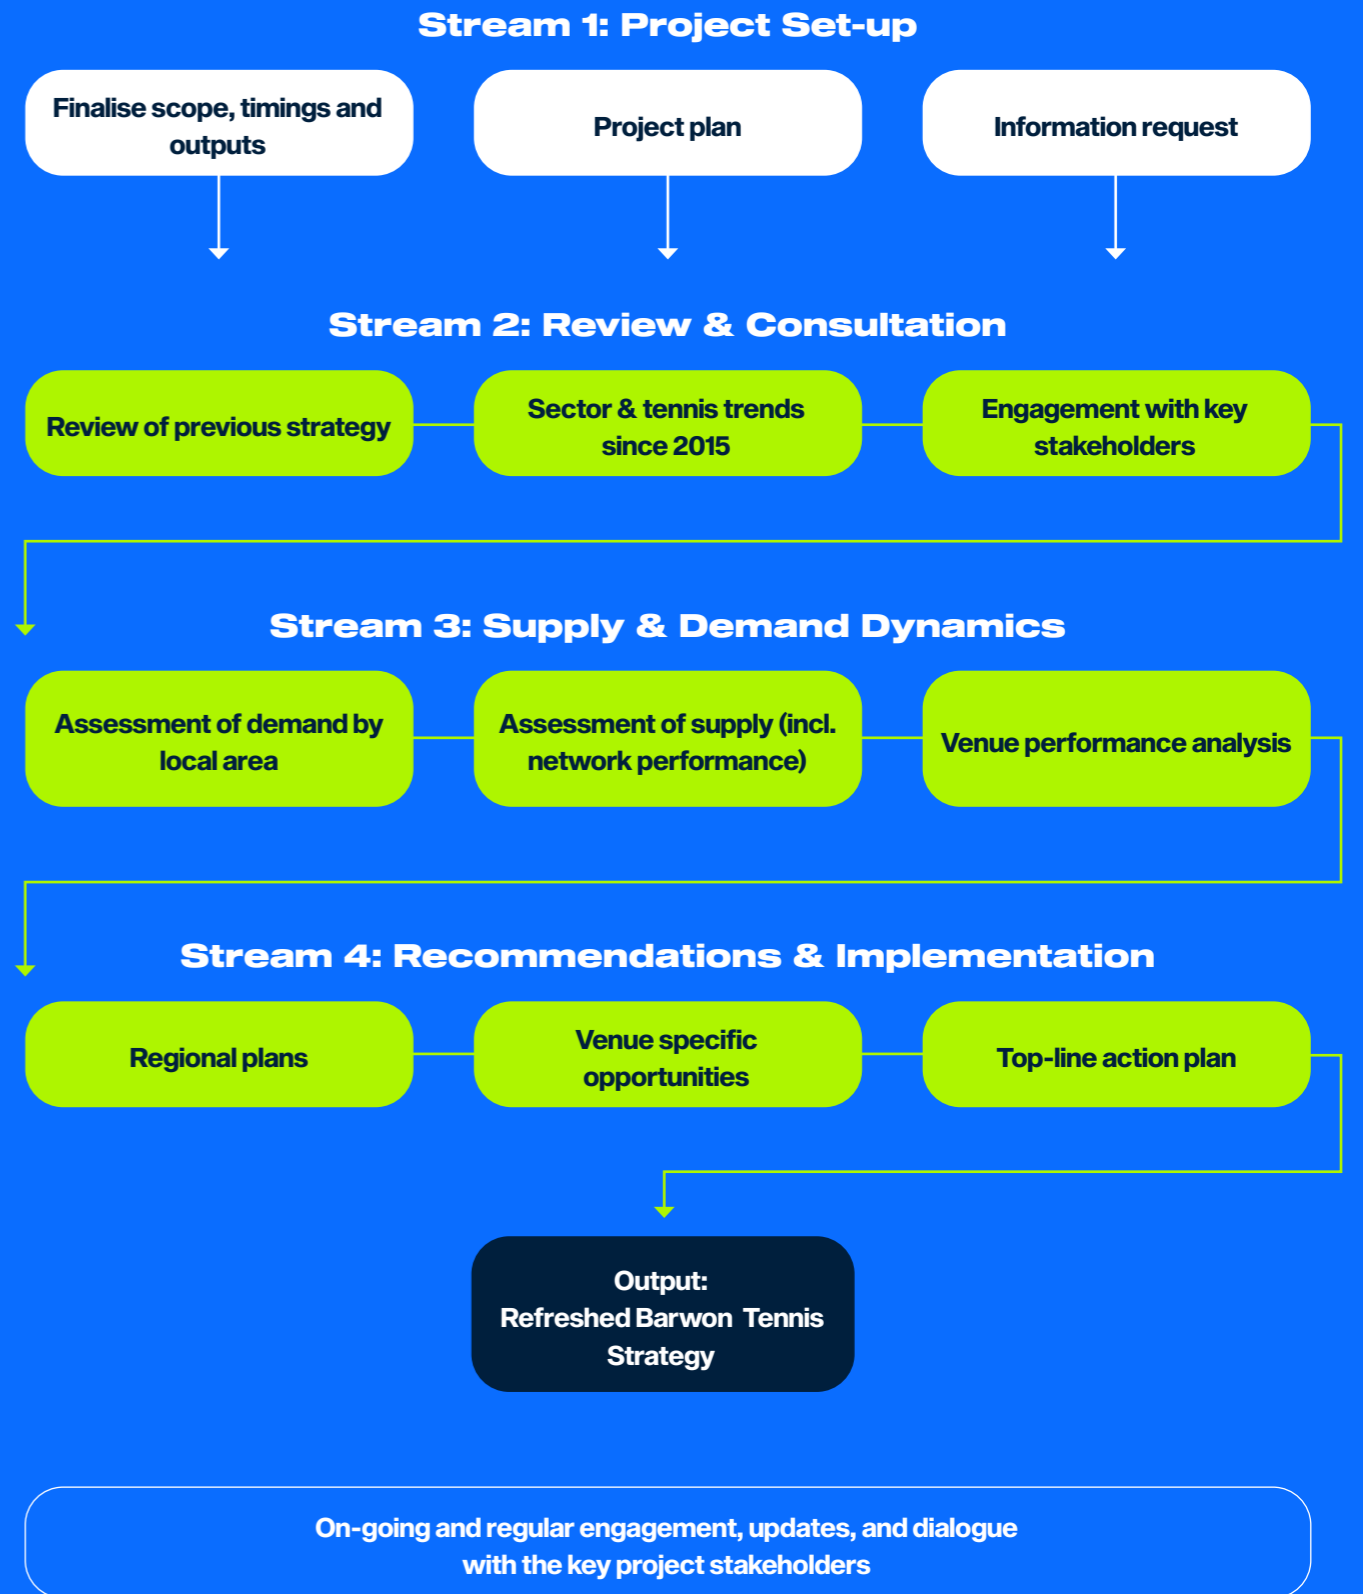 Stream 1: Project Set-up
Finalise scope, timings and
outputs
Project plan
Information request
Stream 2: Review & Consultation
Review of previous strategy
Sector & tennis trends
since 2015
Engagement with key
stakeholders
Stream 3: Supply & Demand Dynamics
Assessment of demand by
local area
Assessment of supply (incl.
network performance)
Venue performance analysis
Stream 4: Recommendations & Implementation
Regional plans
Venue specific
opportunities
Top-line action plan
Output:
Refreshed Barwon Tennis
Strategy
On-going and regular engagement, updates, and dialogue
with the key project stakeholders